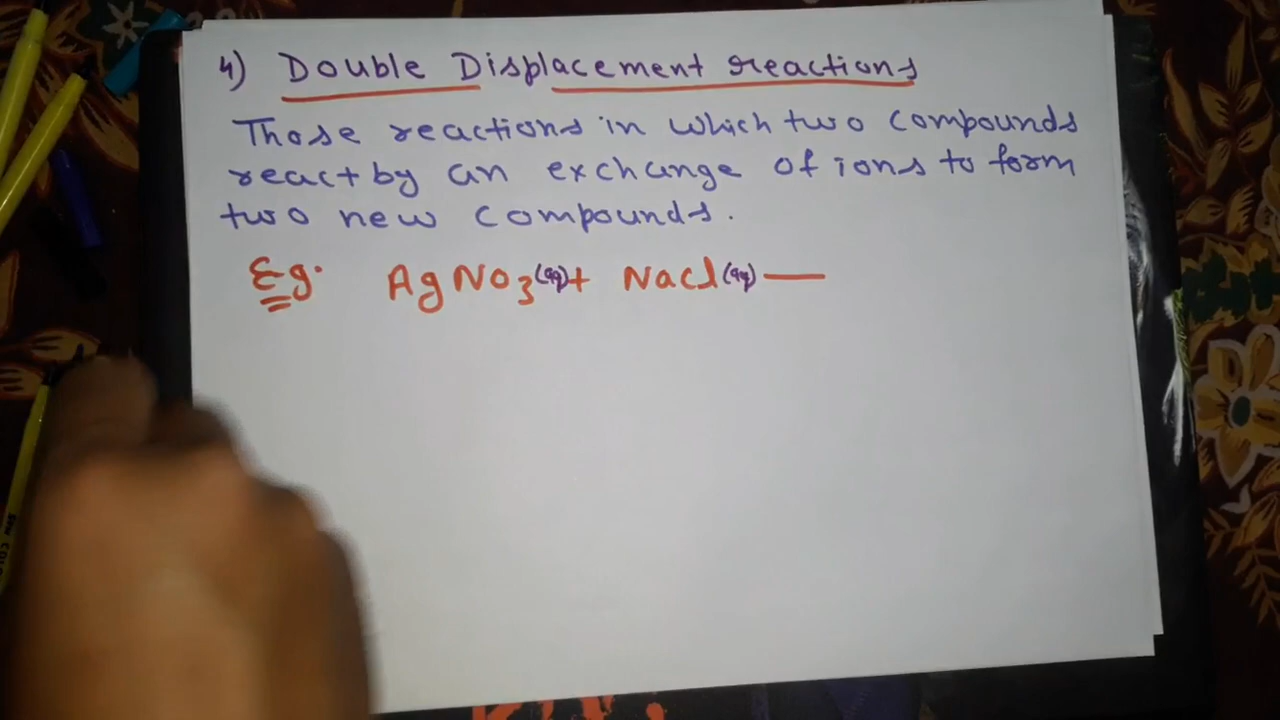 4) Double Displacement reactions
Those reactions in which two compounds
react by an exchange of ions to form
two new compounds.
Eg. AgNO3(aq) + NaCl(aq) —